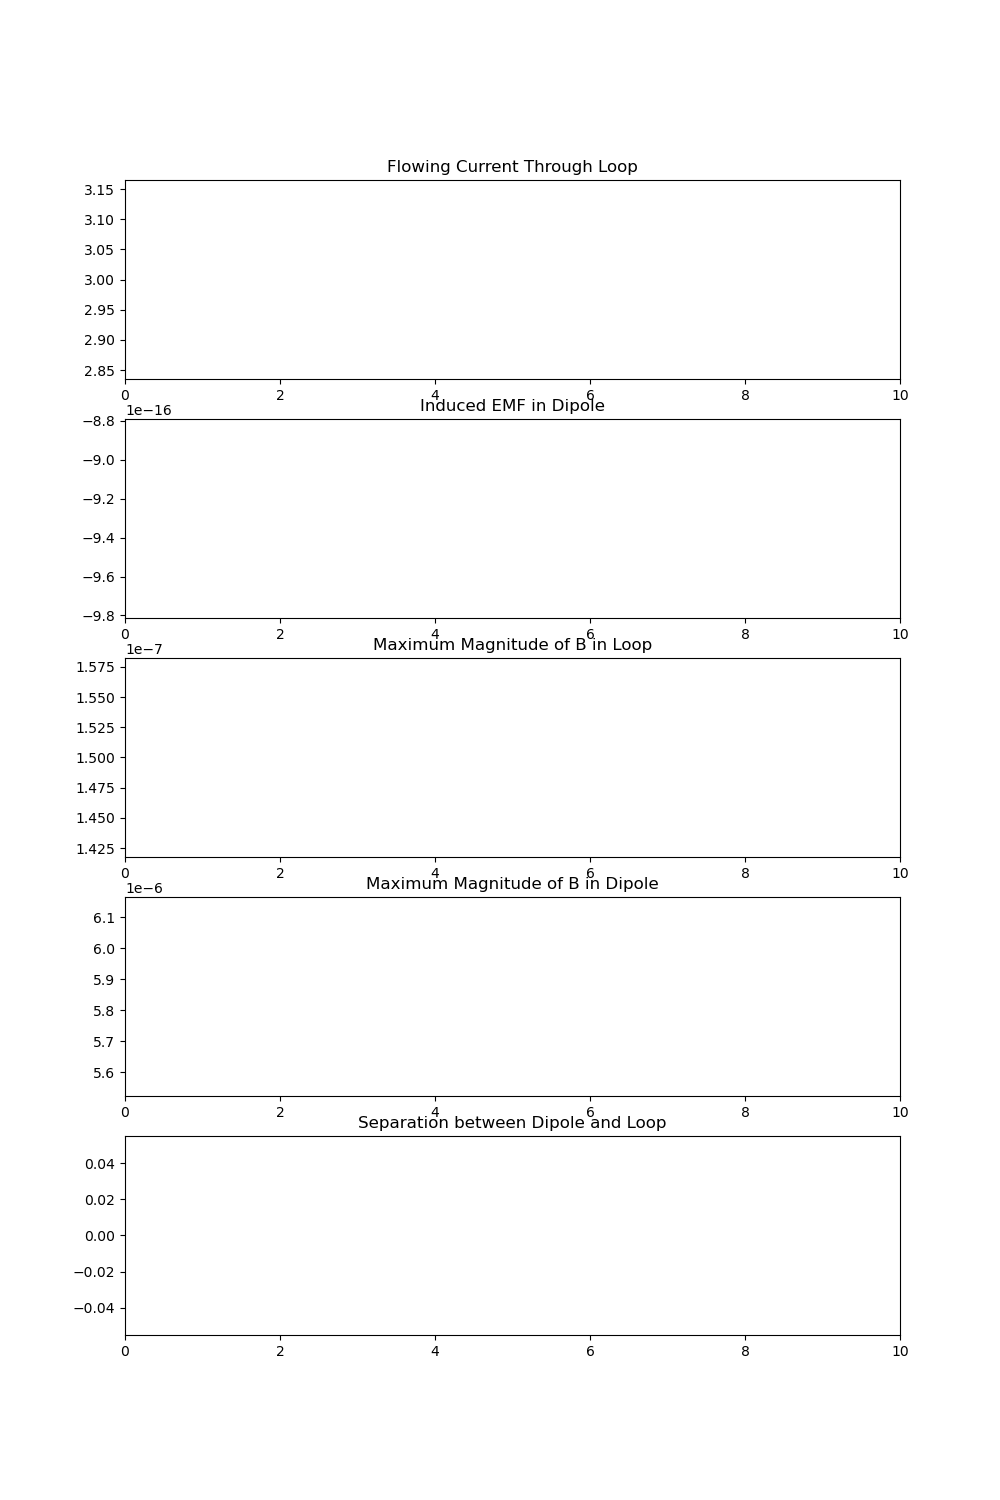 Flowing Current Through Loop
3.15
3.10
3.05
3.00
2.95
2.90
2.85
0 2 4 6 8 10
Induced EMF in Dipole
1e−16
−8.8
−9.0
−9.2
−9.4
−9.6
−9.8
0 2 4 6 8 10
Maximum Magnitude of B in Loop
1e−7
1.575
1.550
1.525
1.500
1.475
1.450
1.425
0 2 4 6 8 10
Maximum Magnitude of B in Dipole
1e−6
6.1
6.0
5.9
5.8
5.7
5.6
0 2 4 6 8 10
Separation between Dipole and Loop
0.04
0.02
0.00
−0.02
−0.04
0 2 4 6 8 10